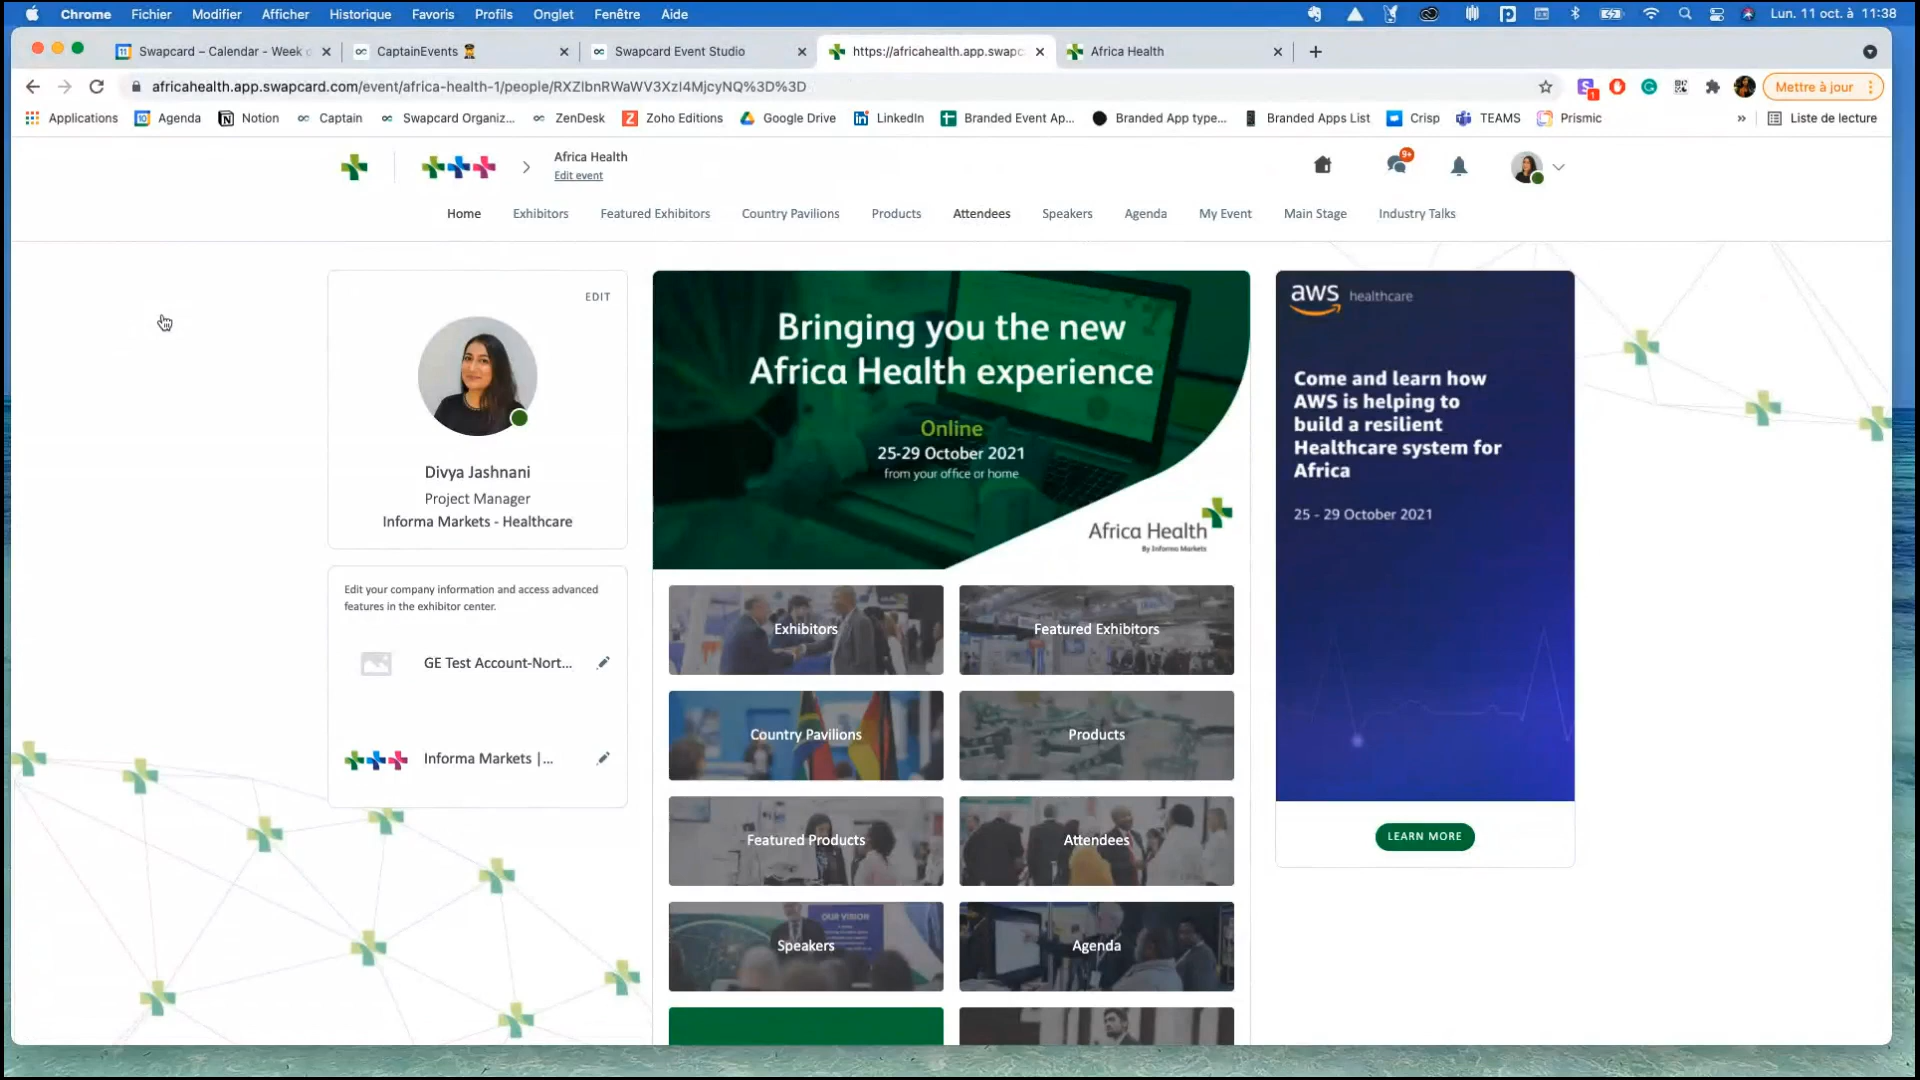 Chrome Fichier Modifier Afficher Historique Favoris Profils Onglet Fenêtre Aide Lun. 11 oct. à 11:38
Swapcard – Calendar - Week CaptainEvents Swapcard Event Studio https://africahealth.app.swapc Africa Health
africahealth.app.swapcard.com/event/africa-health-1/people/RXZlbnRWaWV3XzI4MjcyNQ%3D%3D Mettre à jour
Applications Agenda Notion Captain Swapcard Organiz... ZenDesk Zoho Editions Google Drive LinkedIn Branded Event Ap... Branded App type... Branded Apps List Crisp TEAMS Prismic » Liste de lecture
Africa Health
Edit event
9+
Home Exhibitors Featured Exhibitors Country Pavilions Products Attendees Speakers Agenda My Event Main Stage Industry Talks
EDIT
Divya Jashnani
Project Manager
Informa Markets - Healthcare
Edit your company information and access advanced
features in the exhibitor center.
GE Test Account-Nort...
Informa Markets |...
Bringing you the new
Africa Health experience
Online
25-29 October 2021
from your office or home
Africa Health
By Informa Markets
Exhibitors
Featured Exhibitors
Country Pavilions
Products
Featured Products
Attendees
OUR VISION
Speakers
Agenda
aws healthcare
Come and learn how
AWS is helping to
build a resilient
Healthcare system for
Africa
25 - 29 October 2021
LEARN MORE